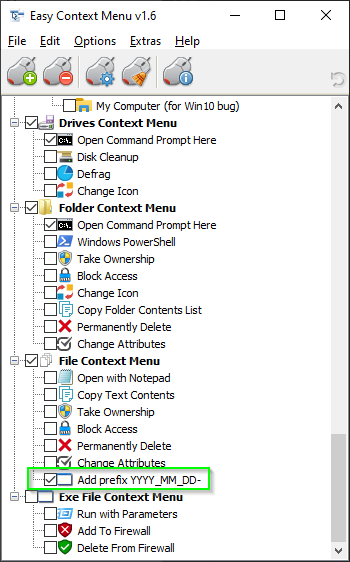 Easy Context Menu v1.6
File Edit Options Extras Help
My Computer (for Win10 bug)
Drives Context Menu
Open Command Prompt Here
Disk Cleanup
Defrag
Change Icon
Folder Context Menu
Open Command Prompt Here
Windows PowerShell
Take Ownership
Block Access
Change Icon
Copy Folder Contents List
Permanently Delete
Change Attributes
File Context Menu
Open with Notepad
Copy Text Contents
Take Ownership
Block Access
Permanently Delete
Change Attributes
Add prefix YYYY_MM_DD-
Exe File Context Menu
Run with Parameters
Add To Firewall
Delete From Firewall